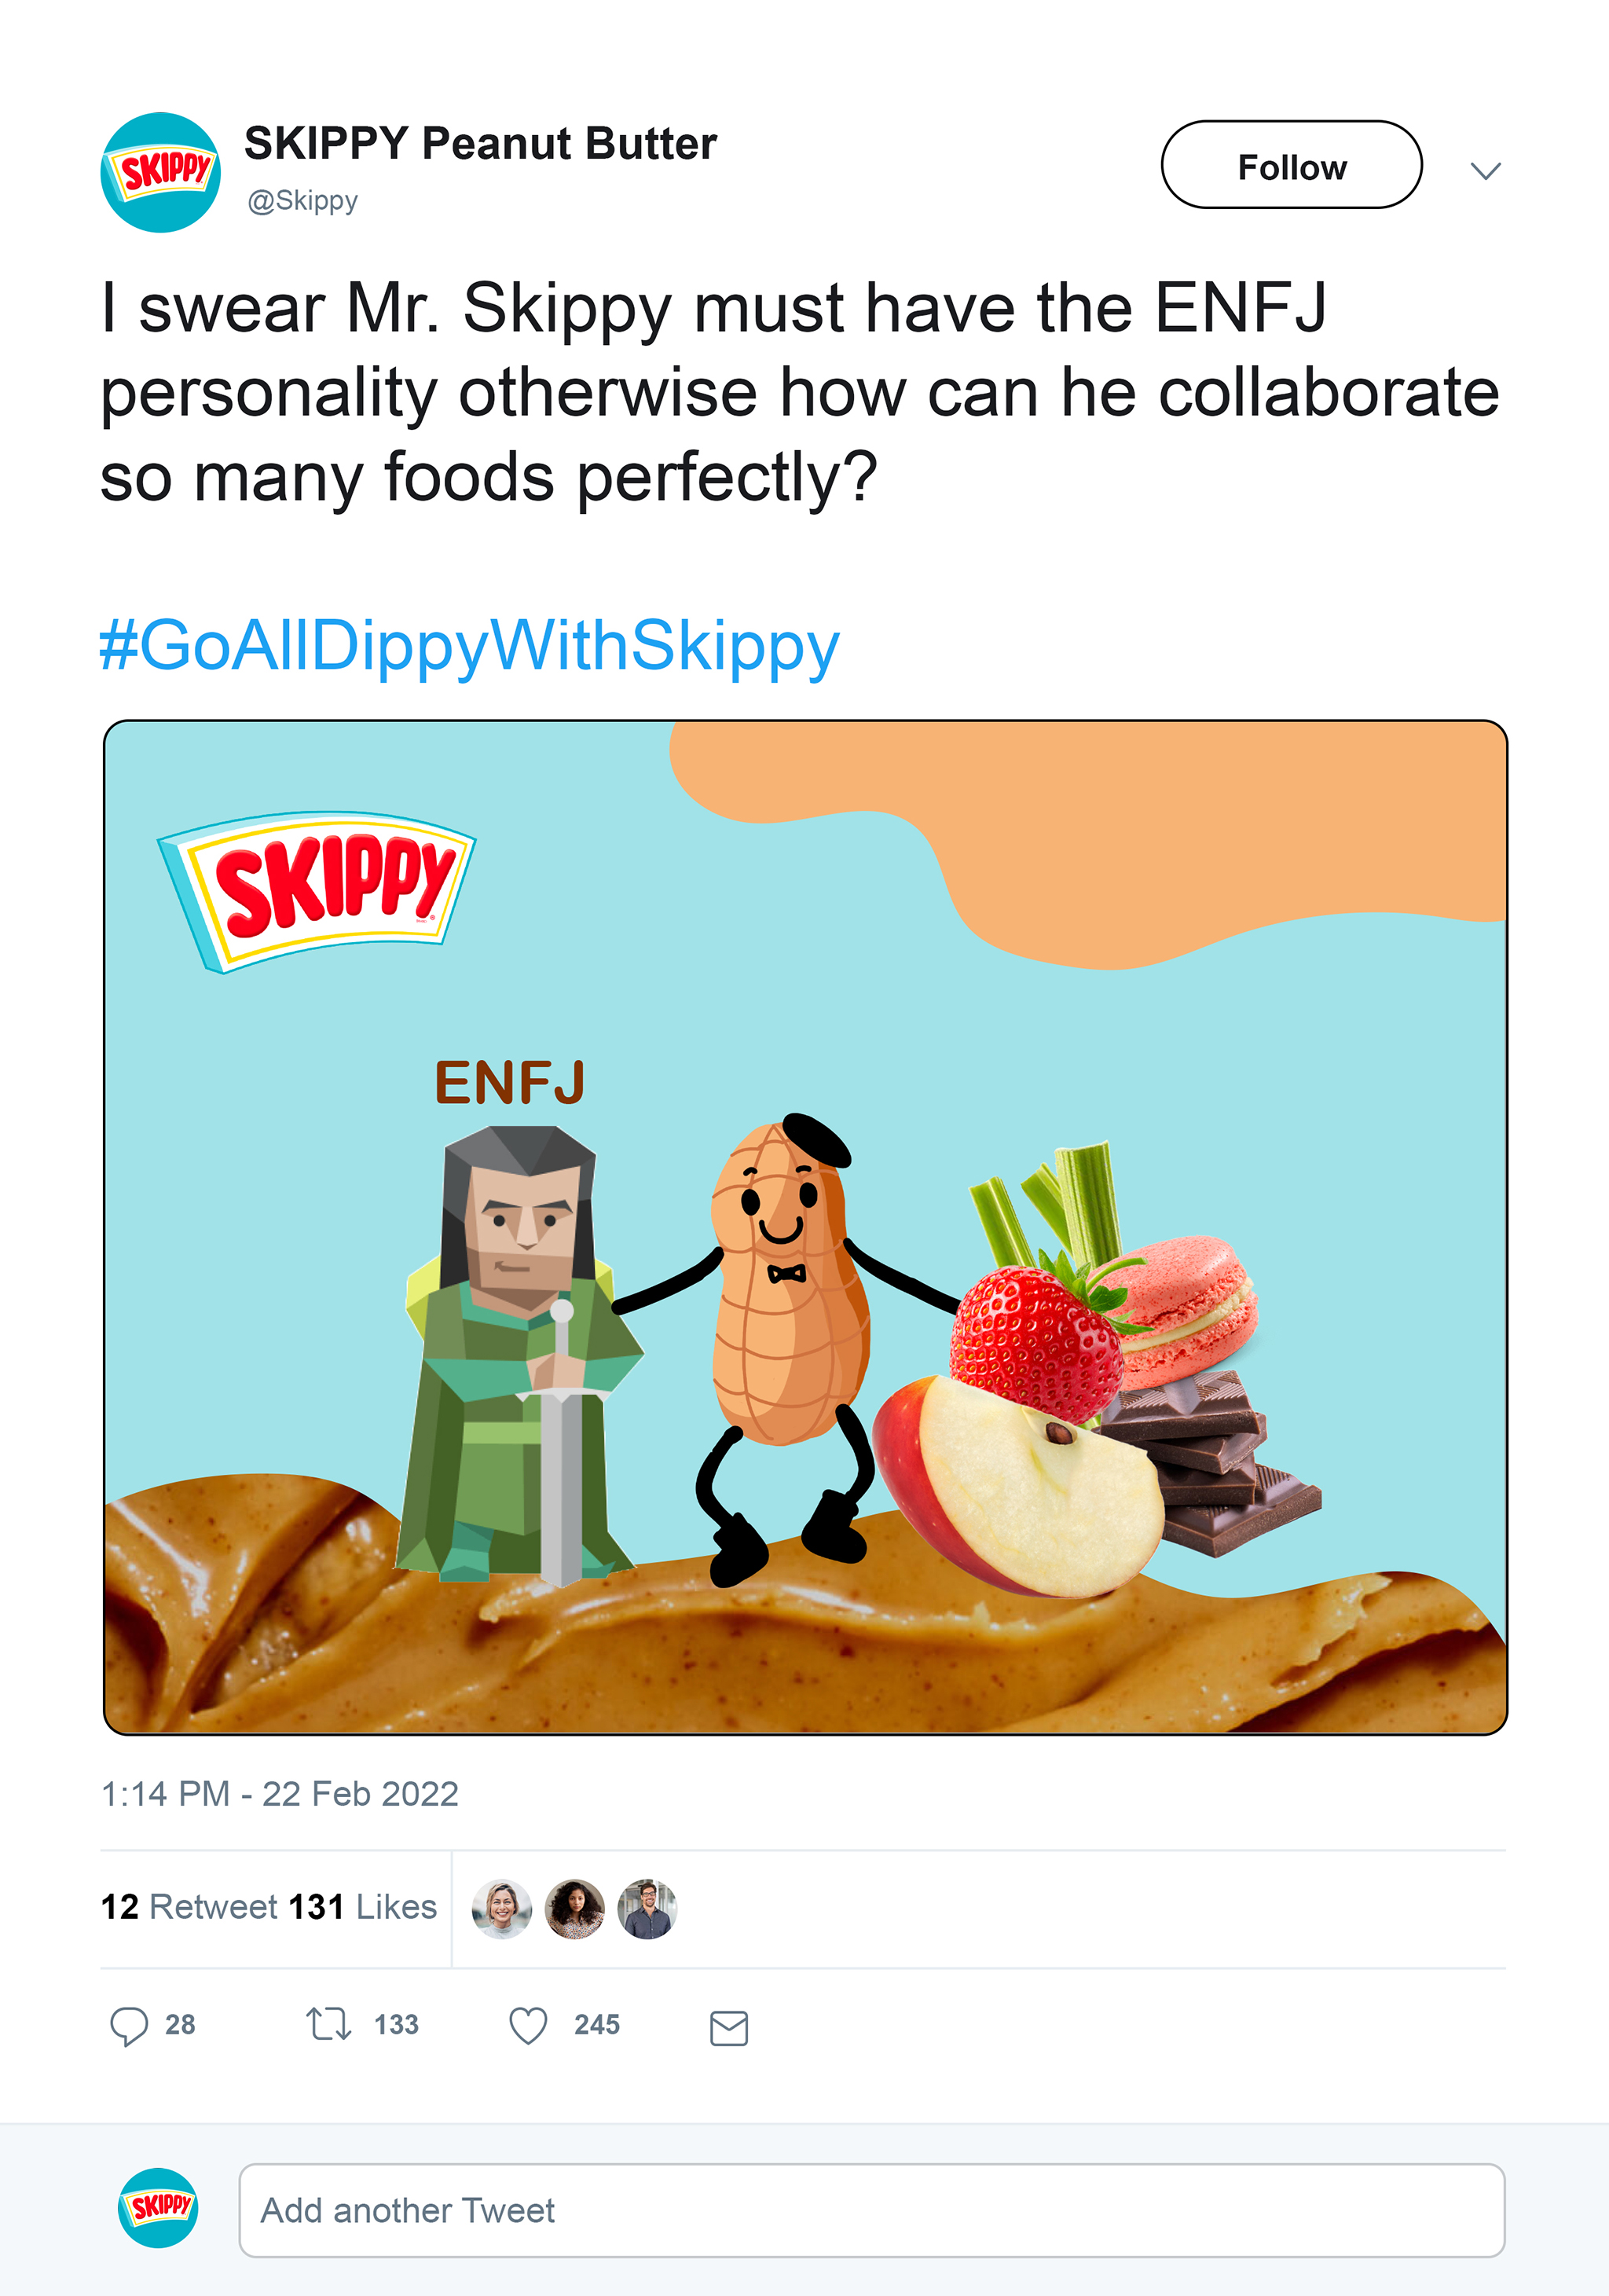 SKIPPY
SKIPPY Peanut Butter
@Skippy
Follow
I swear Mr. Skippy must have the ENFJ
personality otherwise how can he collaborate
so many foods perfectly?
#GoAllDippyWithSkippy
SKIPPY
ENFJ
1:14 PM - 22 Feb 2022
12 Retweet 131 Likes
28 133 245
SKIPPY
Add another Tweet